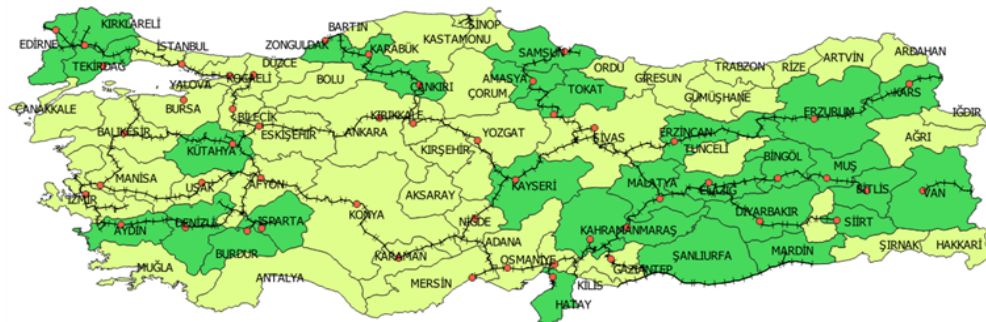 KIRKLARELİ
EDİRNE
TEKİRDAĞ
İSTANBUL
YALOVA
KOCAELİ
DÜZCE
ZONGULDAK
BARTIN
KARABÜK
KASTAMONU
SİNOP
SAMSUN
ORDU
GİRESUN
TRABZON
RİZE
ARTVİN
ARDAHAN
KARS
IĞDIR
AĞRI
ERZURUM
GÜMÜŞHANE
ERZİNCAN
TUNCELİ
TOKAT
AMASYA
ÇORUM
ÇANKIRI
BOLU
BİLECİK
BURSA
ÇANAKKALE
BALIKESİR
KÜTAHYA
ESKİŞEHİR
ANKARA
KIRIKKALE
YOZGAT
SİVAS
KIRŞEHİR
KAYSERİ
MALATYA
ELAZIĞ
BİNGÖL
MUŞ
BİTLİS
VAN
MANİSA
İZMİR
UŞAK
AFYON
AKSARAY
KONYA
NİĞDE
AYDIN
DENİZLİ
ISPARTA
BURDUR
MUĞLA
ANTALYA
KARAMAN
MERSİN
ADANA
OSMANİYE
KAHRAMANMARAŞ
GAZİANTEP
KİLİS
HATAY
ŞANLIURFA
DİYARBAKIR
MARDİN
SİİRT
ŞIRNAK
HAKKARİ